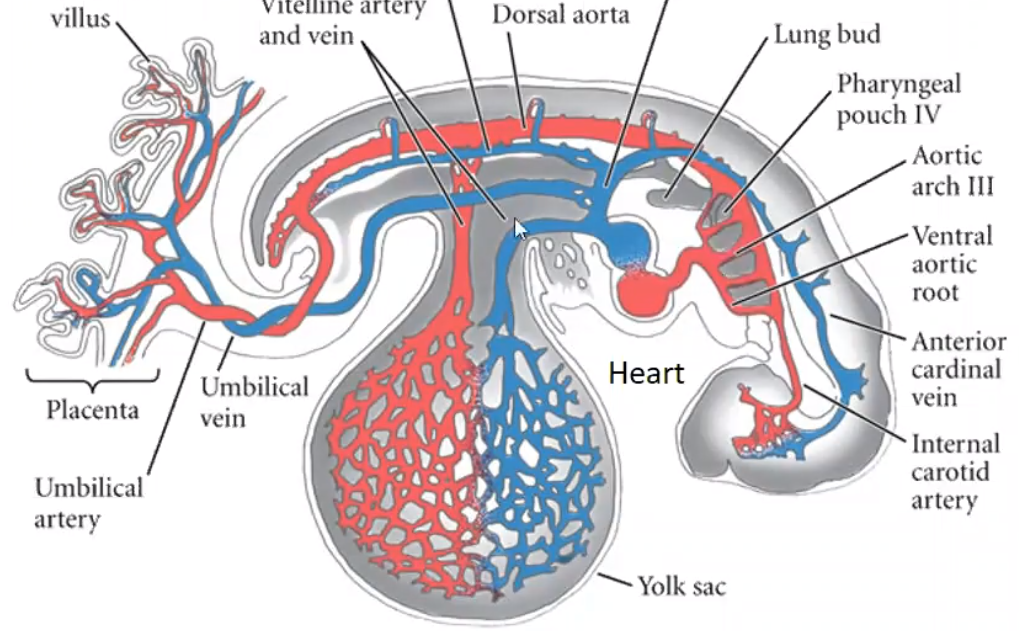 villus
Vitelline artery
and vein
Dorsal aorta
Lung bud
Pharyngeal
pouch IV
Aortic
arch III
Ventral
aortic
root
Anterior
cardinal
vein
Internal
carotid
artery
Heart
Yolk sac
Umbilical
vein
Placenta
Umbilical
artery